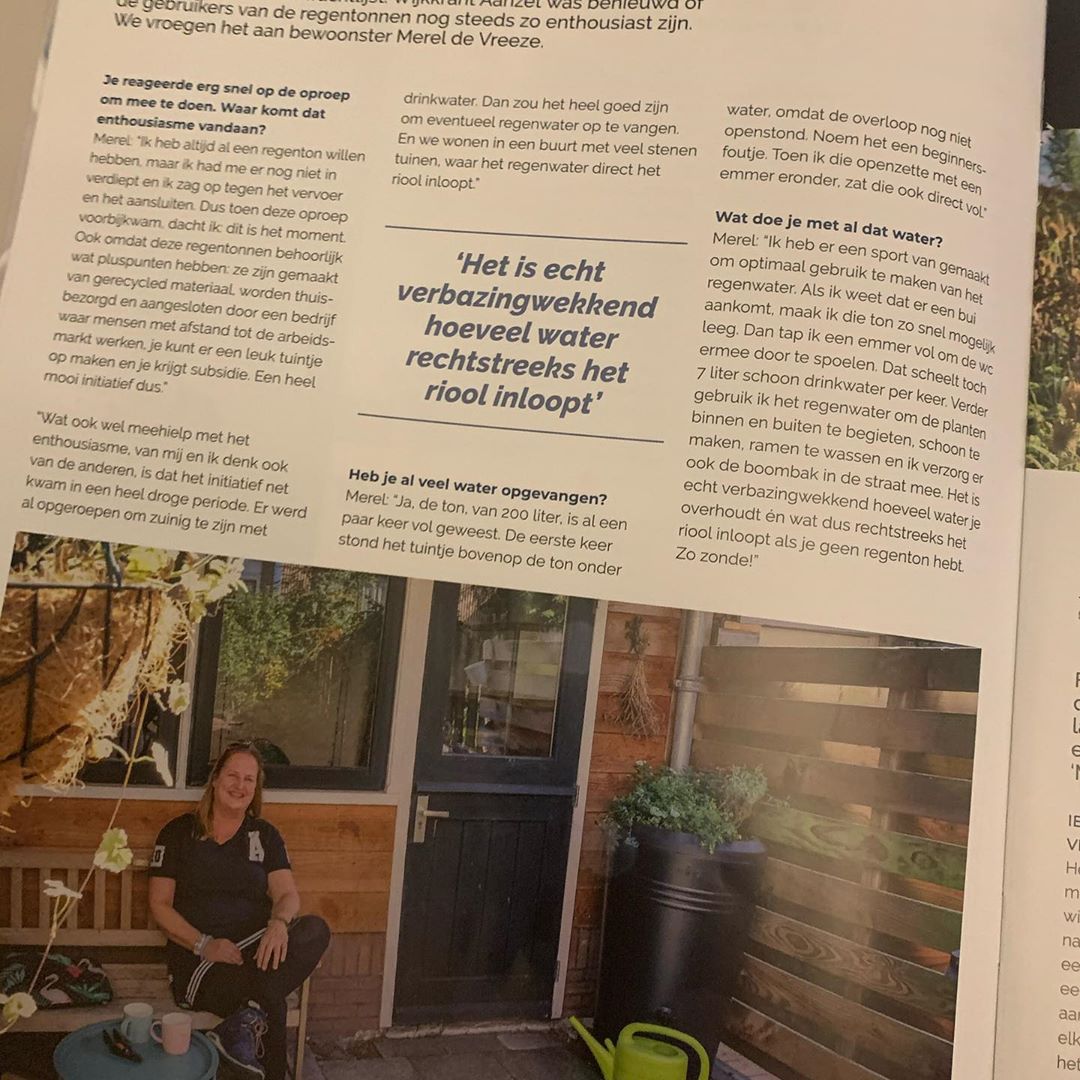 de gebruikers van de regentonnen nog steeds zo enthousiast zijn.
We vroegen het aan bewoonster Merel de Vreeze.
Je reageerde erg snel op de oproep
om mee te doen. Waar komt dat
enthousiasme vandaan?
Merel: "Ik heb altijd al een regenton willen
hebben, maar ik had me er nog niet in
verdiept en ik zag op tegen het vervoer
en het aansluiten. Dus toen deze oproep
voorbijkwam, dacht ik: dit is het moment.
Ook omdat deze regentonnen behoorlijk
wat pluspunten hebben: ze zijn gemaakt
van gerecycled materiaal, worden thuis-
bezorgd en aangesloten door een bedrijf
waar mensen met afstand tot de arbeids-
markt werken, je kunt er een leuk tuintje
op maken en je krijgt subsidie. Een heel
mooi initiatief dus."
"Wat ook wel meehielp met het
enthousiasme, van mij en ik denk ook
van de anderen, is dat het initiatief net
kwam in een heel droge periode. Er werd
al opgeroepen om zuinig te zijn met
drinkwater. Dan zou het heel goed zijn
om eventueel regenwater op te vangen.
En we wonen in een buurt met veel stenen
tuinen, waar het regenwater direct het
riool inloopt."
'Het is echt
verbazingwekkend
hoeveel water
rechtstreeks het
riool inloopt'
Heb je al veel water opgevangen?
Merel: "Ja, de ton, van 200 liter, is al een
paar keer vol geweest. De eerste keer
stond het tuintje bovenop de ton onder
water, omdat de overloop nog niet
openstond. Noem het een beginners-
foutje. Toen ik die openzette met een
emmer eronder, zat die ook direct vol."
Wat doe je met al dat water?
Merel: "Ik heb er een sport van gemaakt
om optimaal gebruik te maken van het
regenwater. Als ik weet dat er een bui
aankomt, maak ik die ton zo snel mogelijk
leeg. Dan tap ik een emmer vol om de wc
ermee door te spoelen. Dat scheelt toch
7 liter schoon drinkwater per keer. Verder
gebruik ik het regenwater om de planten
binnen en buiten te begieten, schoon te
maken, ramen te wassen en ik verzorg er
ook de boombak in de straat mee. Het is
echt verbazingwekkend hoeveel water je
overhoudt én wat dus rechtstreeks het
riool inloopt als je geen regenton hebt.
Zo zonde!"